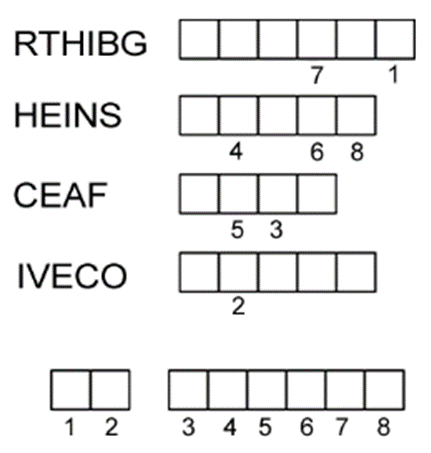 RTHIBG
7 1
HEINS
4 6 8
CEAF
5 3
IVECO
2
1 2 3 4 5 6 7 8